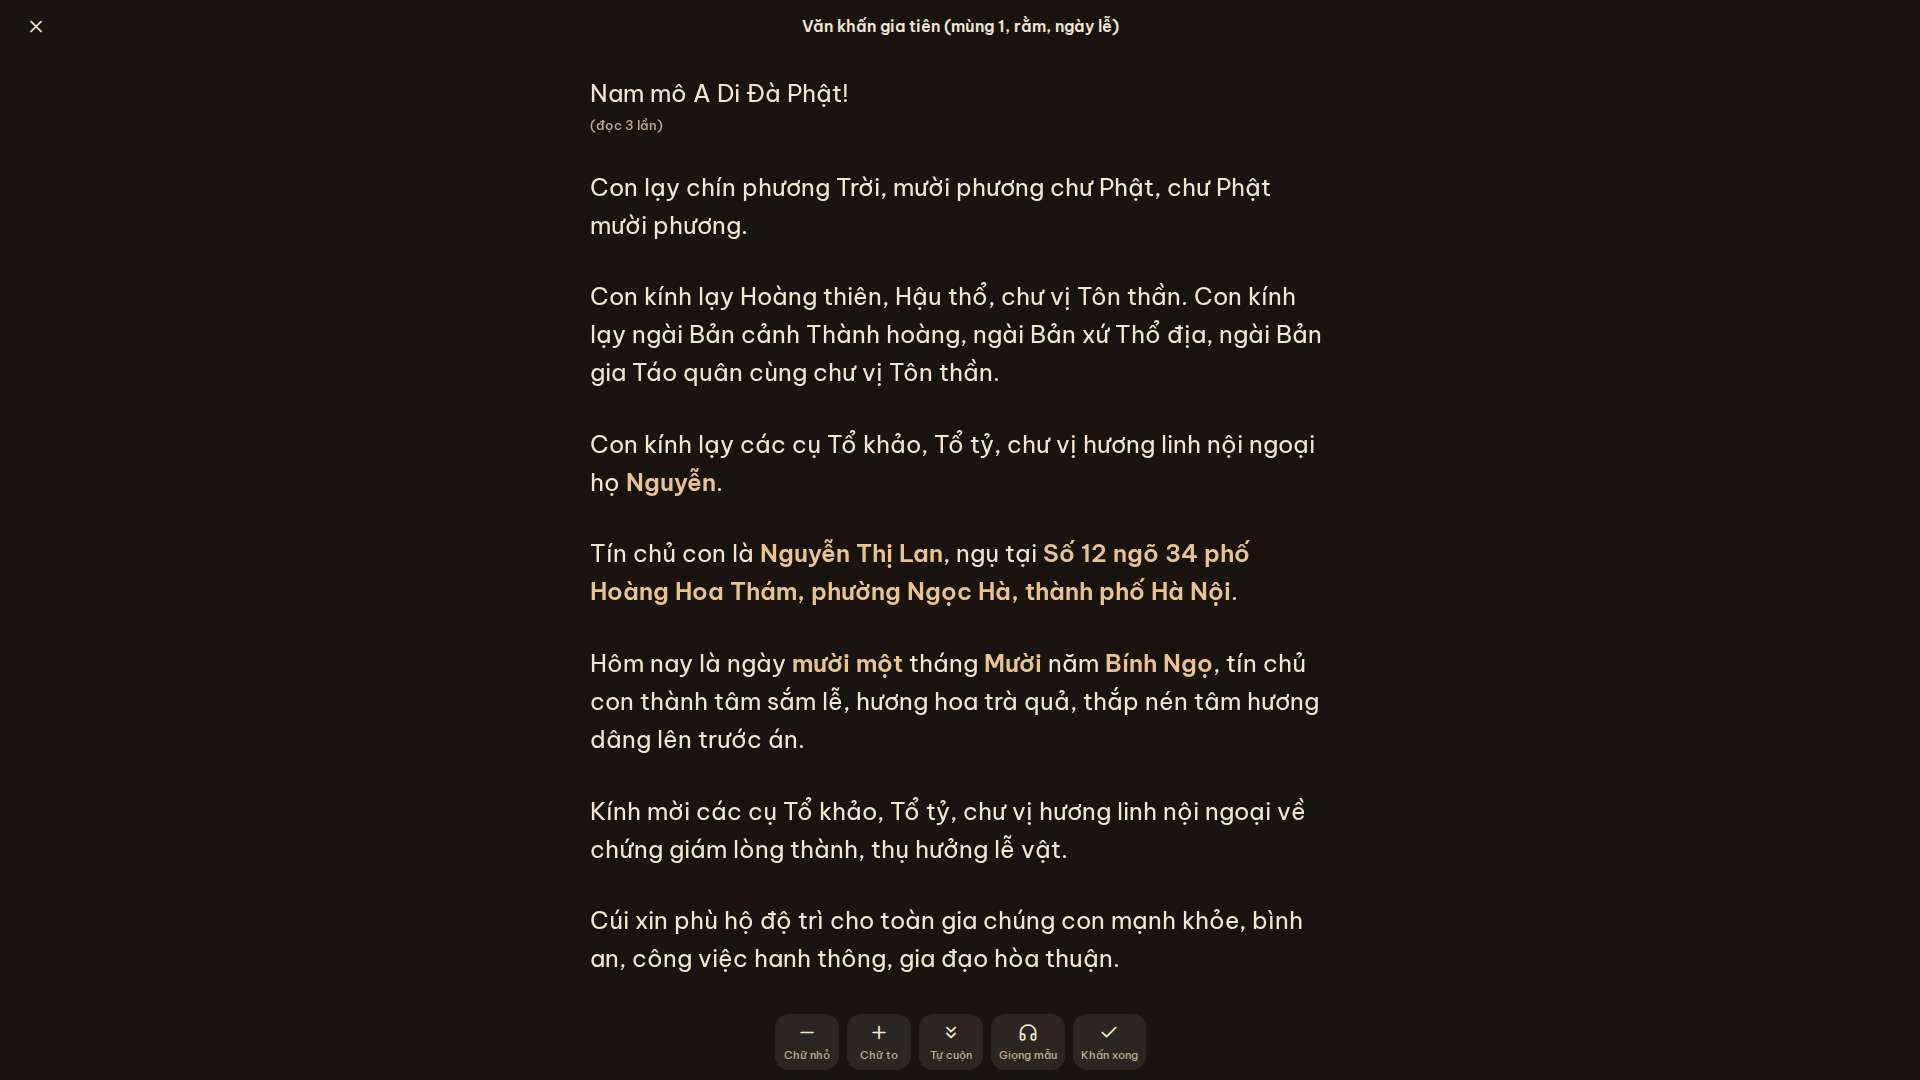 Văn khấn gia tiên (mùng 1, rằm, ngày lễ)
Nam mô A Di Đà Phật!
(đọc 3 lần)
Con lạy chín phương Trời, mười phương chư Phật, chư Phật
mười phương.
Con kính lạy Hoàng thiên, Hậu thổ, chư vị Tôn thần. Con kính
lạy ngài Bản cảnh Thành hoàng, ngài Bản xứ Thổ địa, ngài Bản
gia Táo quân cùng chư vị Tôn thần.
Con kính lạy các cụ Tổ khảo, Tổ tỷ, chư vị hương linh nội ngoại
họ Nguyễn.
Tín chủ con là Nguyễn Thị Lan, ngụ tại Số 12 ngõ 34 phố
Hoàng Hoa Thám, phường Ngọc Hà, thành phố Hà Nội.
Hôm nay là ngày mười một tháng Mười năm Bính Ngọ, tín chủ
con thành tâm sắm lễ, hương hoa trà quả, thắp nén tâm hương
dâng lên trước án.
Kính mời các cụ Tổ khảo, Tổ tỷ, chư vị hương linh nội ngoại về
chứng giám lòng thành, thụ hưởng lễ vật.
Cúi xin phù hộ độ trì cho toàn gia chúng con mạnh khỏe, bình
an, công việc hanh thông, gia đạo hòa thuận.
Chữ nhỏ
Chữ to
Tự cuộn
Giọng mẫu
Khấn xong